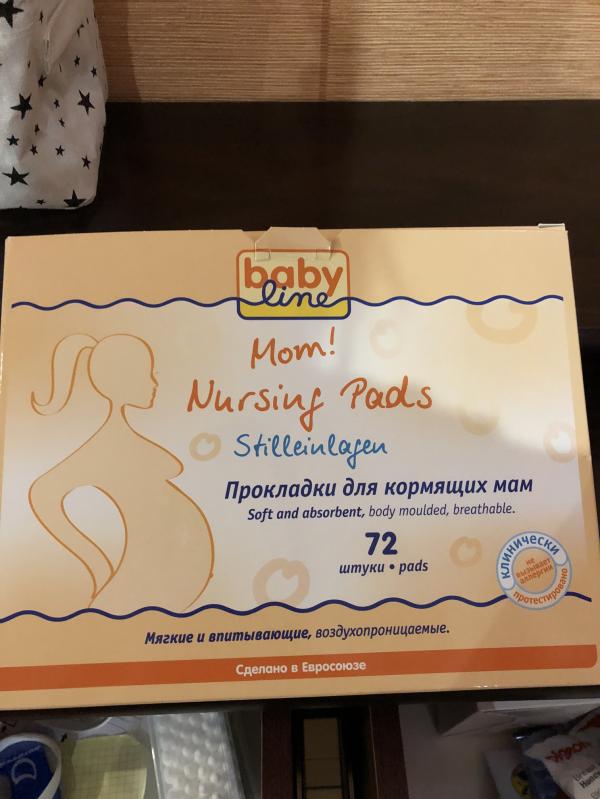 baby
line
Mom!
Nursing Pads
Stilleinlagen
Прокладки для кормящих мам
Soft and absorbent, body moulded, breathable.
72
штуки • pads
клинически
не
вызывает
аллергии
протестировано
Мягкие и впитывающие, воздухопроницаемые.
Сделано в Евросоюзе